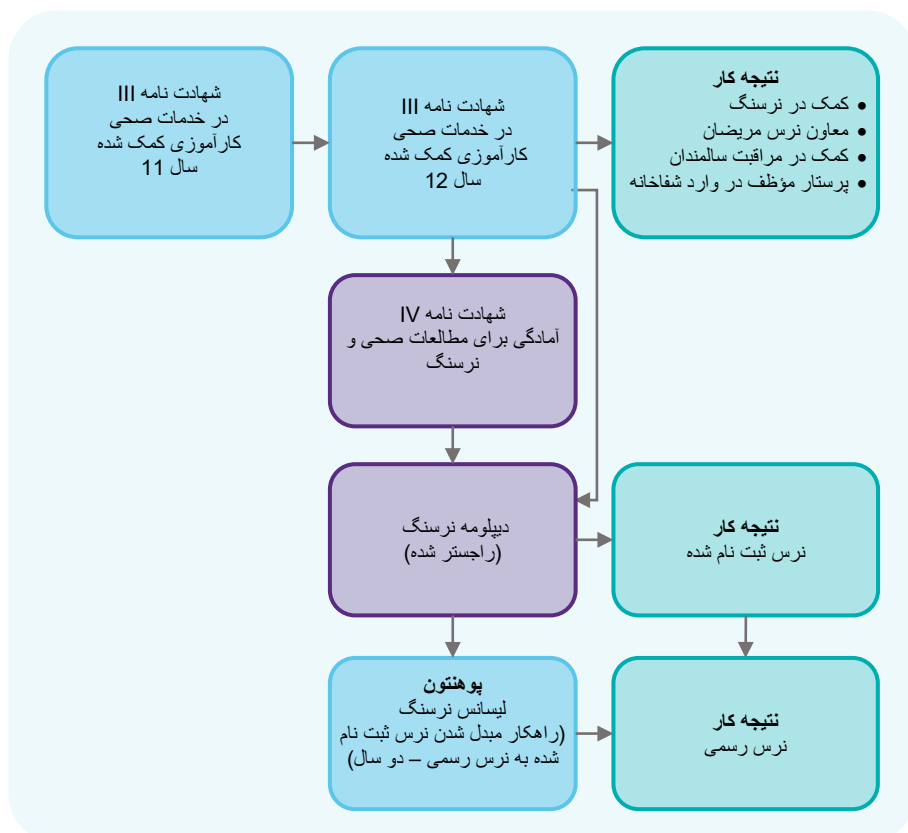 شهادت نامه III
در خدمات صحی
کارآموزی کمک شده
سال 11
شهادت نامه III
در خدمات صحی
کارآموزی کمک شده
سال 12
نتیجه کار
• کمک در نرسنگ
• معاون نرس مریضان
• کمک در مراقبت سالمندان
• پرستار مؤظف در وارد شفاخانه
شهادت نامه IV
آمادگی برای مطالعات صحی و
نرسنگ
دیپلومه نرسنگ
(راجستر شده)
نتیجه کار
نرس ثبت نام شده
پوهنتون
لیسانس نرسنگ
(راهکار مبدل شدن نرس ثبت نام
شده به نرس رسمی – دو سال)
نتیجه کار
نرس رسمی